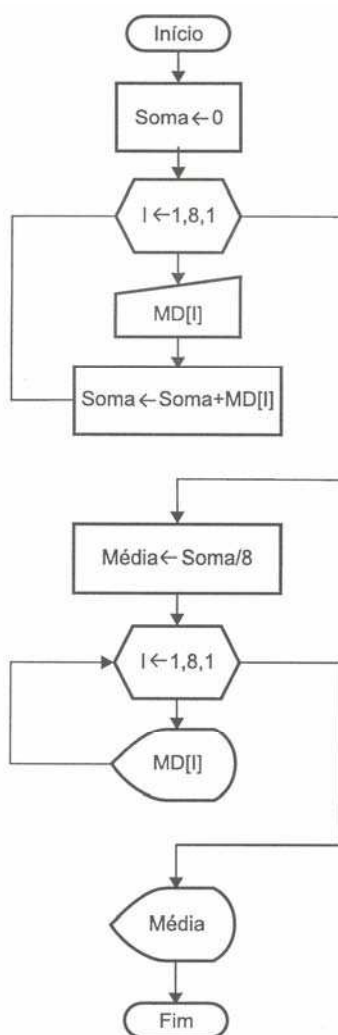 Início
Soma ← 0
I ← 1,8,1
MD[I]
Soma ← Soma+MD[I]
Média ← Soma/8
I ← 1,8,1
MD[I]
Média
Fim